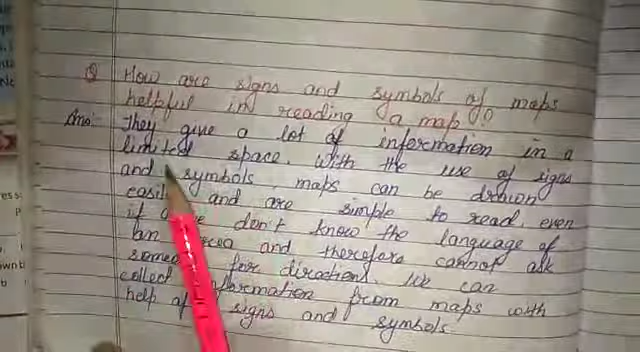 Q How are signs and symbols of maps
helpful in reading a map??
Ans:- They give a lot of information in a
limited space. With the use of signs
and symbols, maps can be drawn
easily and are simple to read, even
if don't know the language of
an area and therefore cannot ask
for directions. We can
collect information from maps with
help of signs and symbols